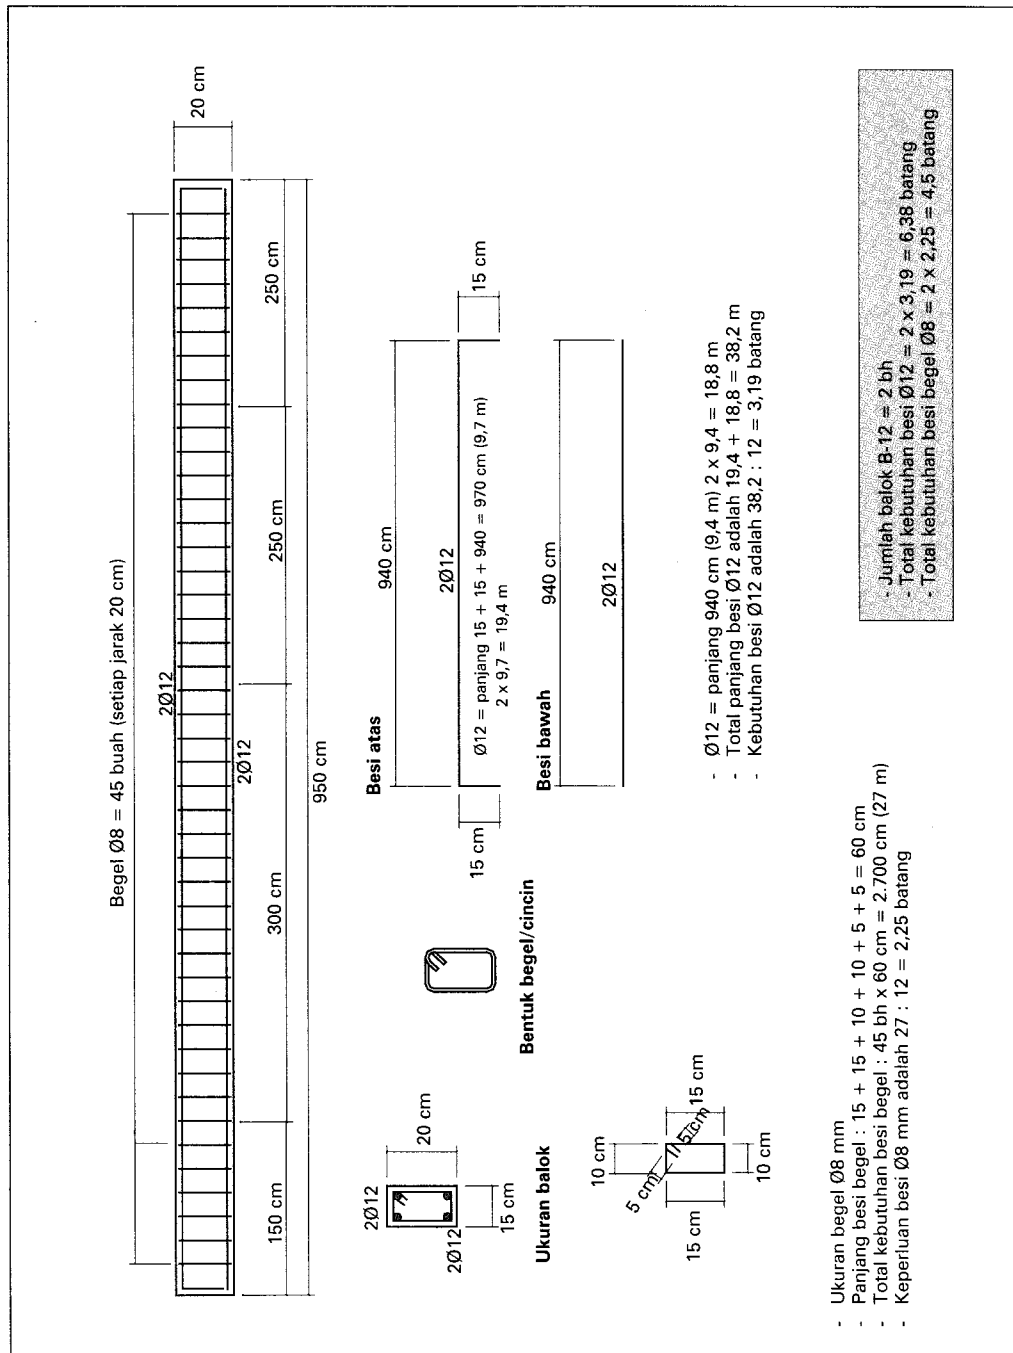 Begel Ø8 = 45 buah (setiap jarak 20 cm)
2Ø12
20 cm
2Ø12
150 cm
300 cm
250 cm
250 cm
950 cm
2Ø12
20 cm
2Ø12
15 cm
Ukuran balok
Bentuk begel/cincin
Besi atas
940 cm
2Ø12
15 cm
15 cm
Ø12 = panjang 15 + 15 + 940 = 970 cm (9,7 m)
2 x 9,7 = 19,4 m
Besi bawah
940 cm
2Ø12
10 cm
15 cm
5 cm
5 cm
15 cm
10 cm
- Ø12 = panjang 940 cm (9,4 m) 2 x 9,4 = 18,8 m
- Total panjang besi Ø12 adalah 19,4 + 18,8 = 38,2 m
- Kebutuhan besi Ø12 adalah 38,2 : 12 = 3,19 batang
- Ukuran begel Ø8 mm
- Panjang besi begel : 15 + 15 + 10 + 10 + 5 + 5 = 60 cm
- Total kebutuhan besi begel : 45 bh x 60 cm = 2.700 cm (27 m)
- Keperluan besi Ø8 mm adalah 27 : 12 = 2,25 batang
- Jumlah balok B-12 = 2 bh
- Total kebutuhan besi Ø12 = 2 x 3,19 = 6,38 batang
- Total kebutuhan besi begel Ø8 = 2 x 2,25 = 4,5 batang